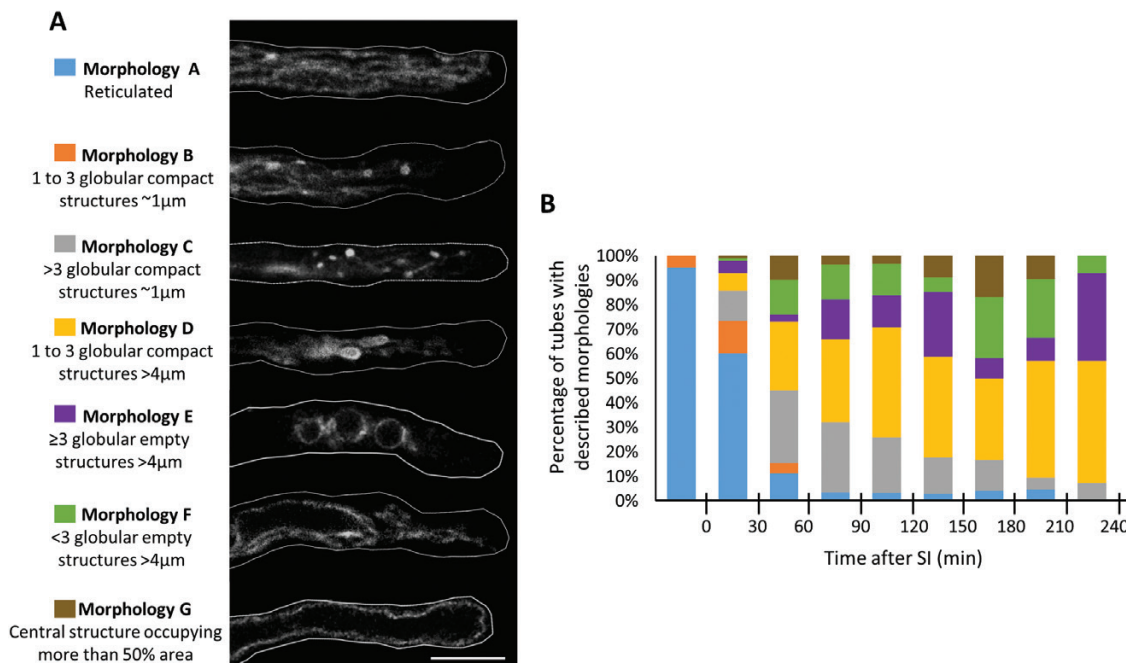 A
Morphology A
Reticulated
Morphology B
1 to 3 globular compact
structures ~1µm
Morphology C
>3 globular compact
structures ~1µm
Morphology D
1 to 3 globular compact
structures >4µm
Morphology E
≥3 globular empty
structures >4µm
Morphology F
<3 globular empty
structures >4µm
Morphology G
Central structure occupying
more than 50% area
B
Percentage of tubes with
described morphologies
100%
90%
80%
70%
60%
50%
40%
30%
20%
10%
0%
0 30 60 90 120 150 180 210 240
Time after SI (min)